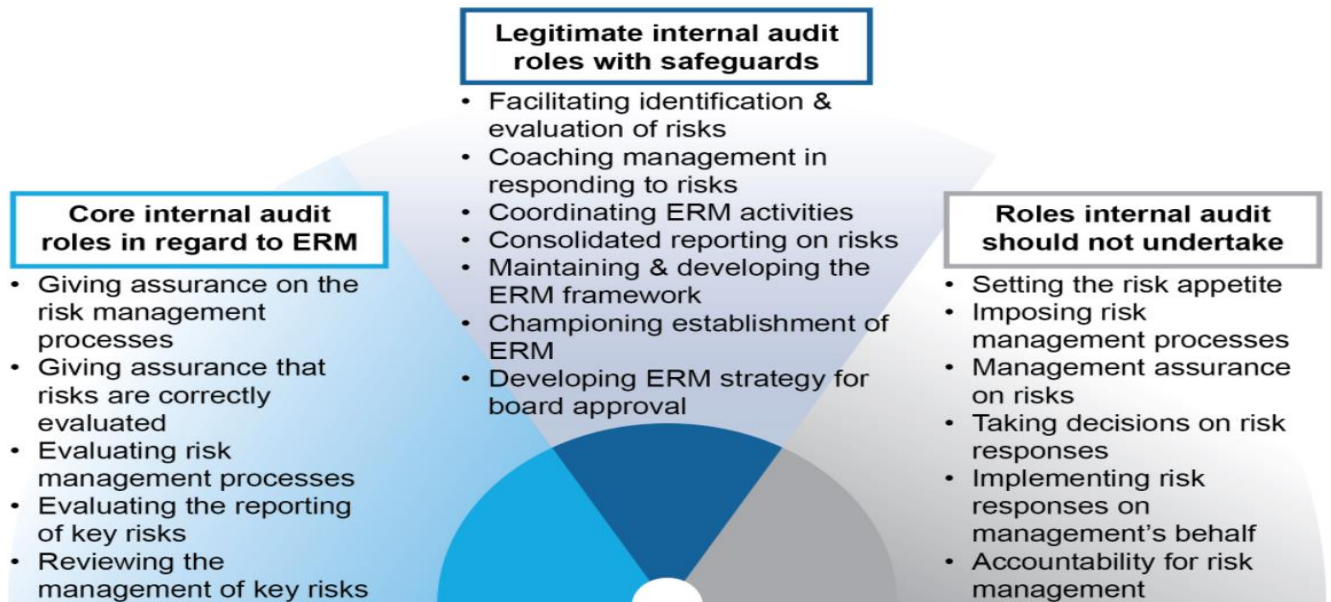 Legitimate internal audit
roles with safeguards
• Facilitating identification &
evaluation of risks
• Coaching management in
responding to risks
• Coordinating ERM activities
• Consolidated reporting on risks
• Maintaining & developing the
ERM framework
• Championing establishment of
ERM
• Developing ERM strategy for
board approval
Core internal audit
roles in regard to ERM
• Giving assurance on the
risk management
processes
• Giving assurance that
risks are correctly
evaluated
• Evaluating risk
management processes
• Evaluating the reporting
of key risks
• Reviewing the
management of key risks
Roles internal audit
should not undertake
• Setting the risk appetite
• Imposing risk
management processes
• Management assurance
on risks
• Taking decisions on risk
responses
• Implementing risk
responses on
management's behalf
• Accountability for risk
management